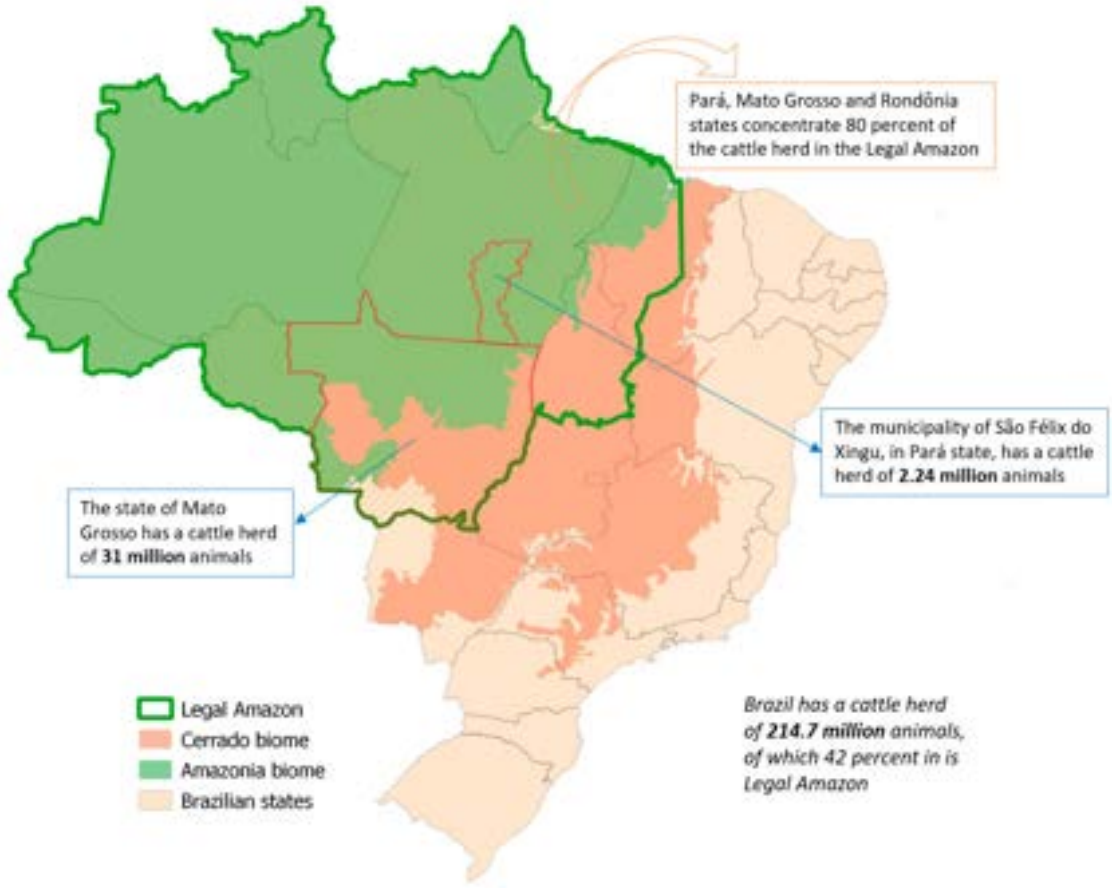 Pará, Mato Grosso and Rondônia
states concentrate 80 percent of
the cattle herd in the Legal Amazon
The municipality of São Félix do
Xingu, in Pará state, has a cattle
herd of 2.24 million animals
The state of Mato
Grosso has a cattle herd
of 31 million animals
Legal Amazon
Cerrado biome
Amazonia biome
Brazilian states
Brazil has a cattle herd
of 214.7 million animals,
of which 42 percent in is
Legal Amazon